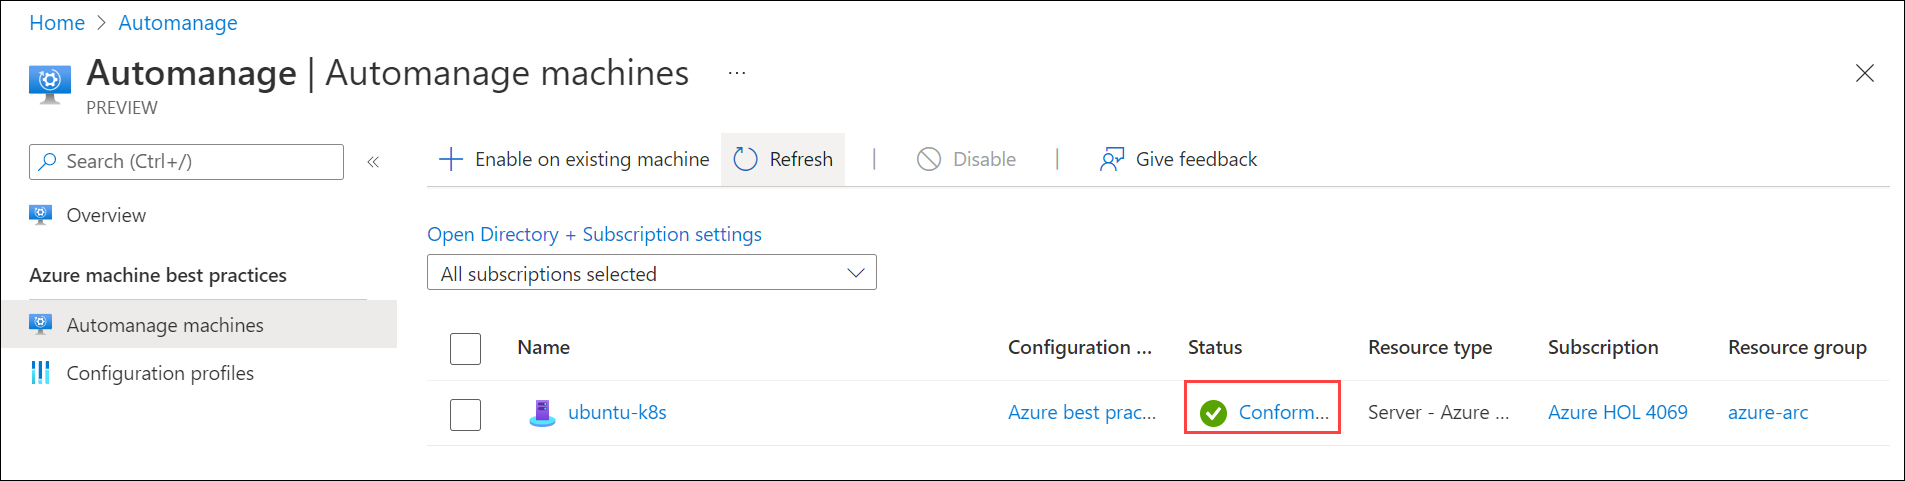 Home > Automanage
Automanage | Automanage machines ...
PREVIEW
Search (Ctrl+/) «
Enable on existing machine Refresh | Disable | Give feedback
Overview
Open Directory + Subscription settings
All subscriptions selected
Azure machine best practices
Automanage machines
Configuration profiles
Name Configuration ... Status Resource type Subscription Resource group
ubuntu-k8s Azure best prac... Conform... Server - Azure ... Azure HOL 4069 azure-arc